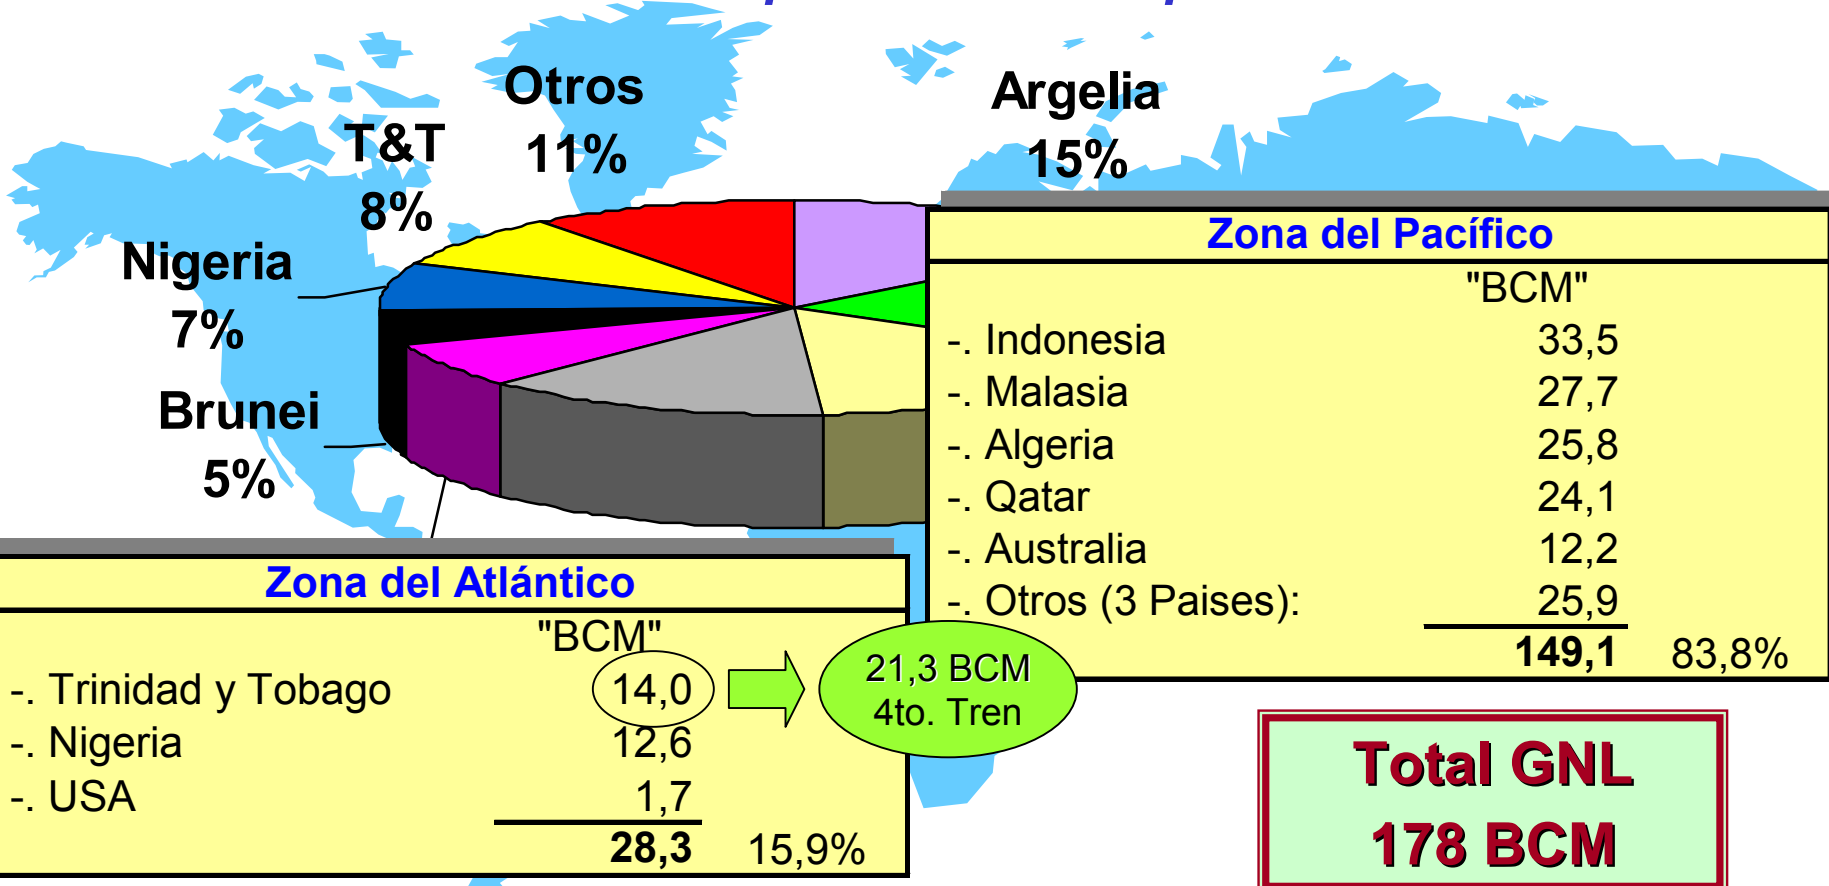 Otros
11%
Argelia
15%
T&T
8%
Nigeria
7%
Brunei
5%
Zona del Pacífico
"BCM"
-. Indonesia 33,5
-. Malasia 27,7
-. Algeria 25,8
-. Qatar 24,1
-. Australia 12,2
-. Otros (3 Paises): 25,9
149,1 83,8%
Zona del Atlántico
"BCM"
-. Trinidad y Tobago 14,0
-. Nigeria 12,6
-. USA 1,7
28,3 15,9%
21,3 BCM
4to. Tren
Total GNL
178 BCM